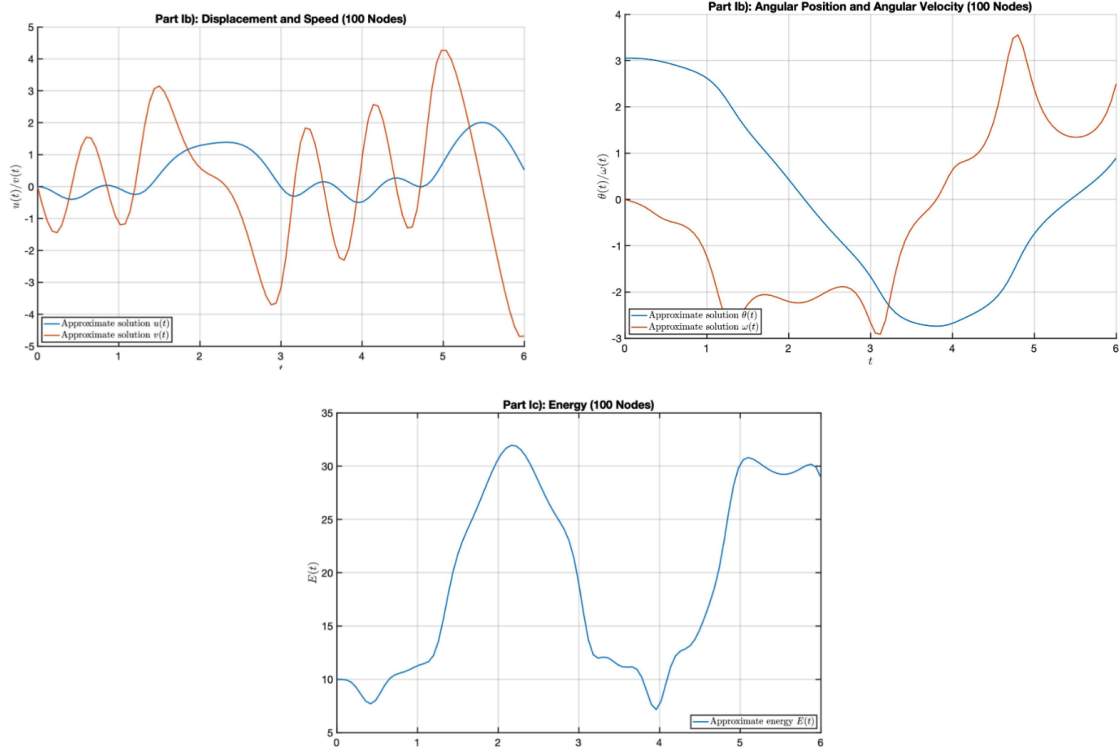 Part Ib): Displacement and Speed (100 Nodes)
5
4
3
2
1
0
-1
-2
-3
-4
-5
u(t)/v(t)
Approximate solution u(t)
Approximate solution v(t)
0 1 2 3 4 5 6
t
Part Ib): Angular Position and Angular Velocity (100 Nodes)
4
3
2
1
0
-1
-2
-3
θ(t)/ω(t)
Approximate solution θ(t)
Approximate solution ω(t)
0 1 2 3 4 5 6
t
Part Ic): Energy (100 Nodes)
35
30
25
20
15
10
5
E(t)
Approximate energy E(t)
0 1 2 3 4 5 6